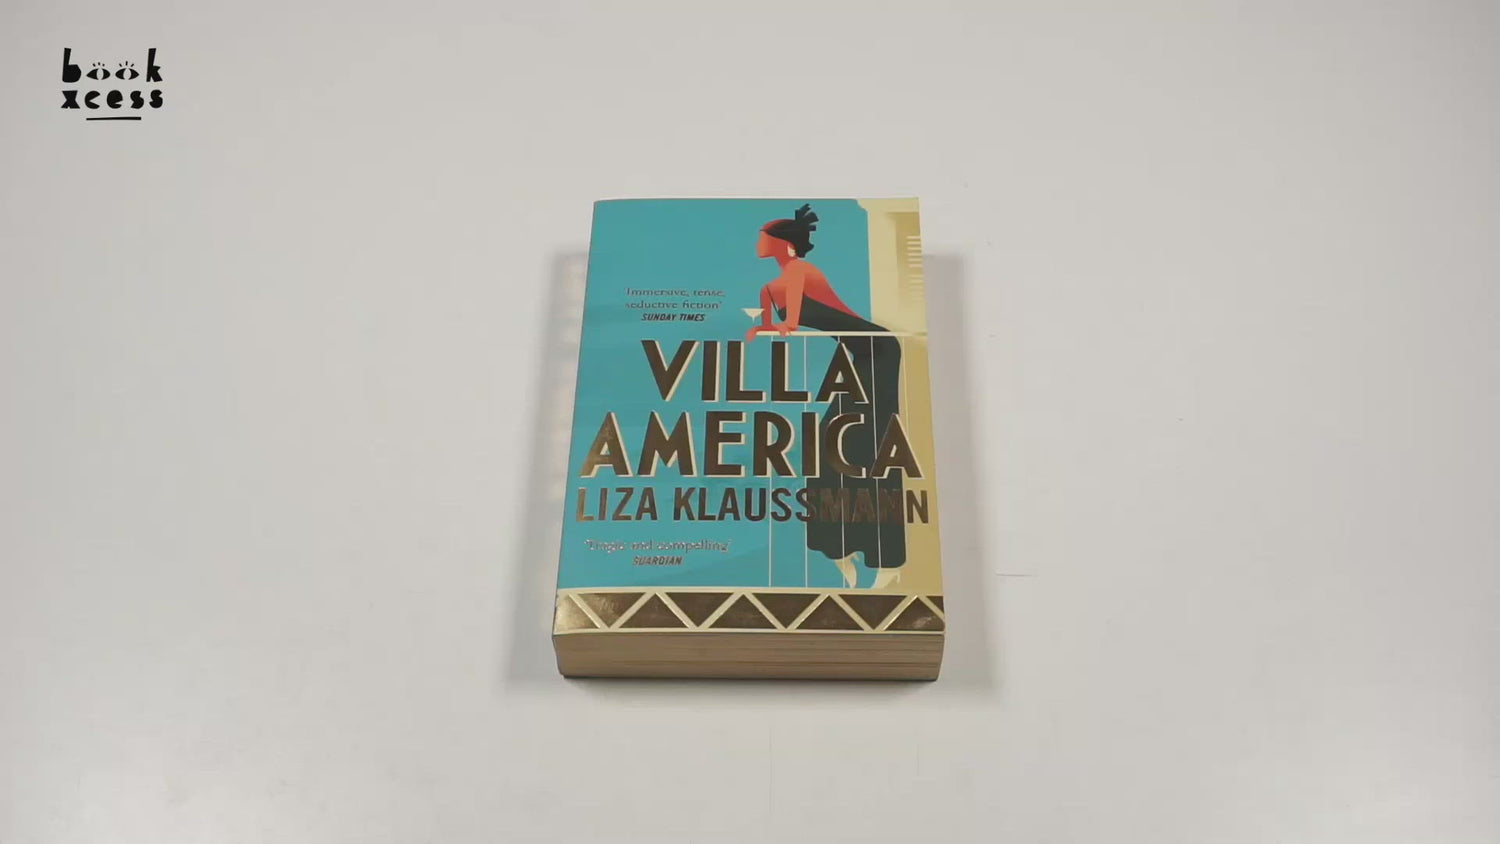 book
xcess
'Immersive, tense,
seductive fiction'
SUNDAY TIMES
VILLA
AMERICA
LIZA KLAUSSMANN
'Tragic and compelling'
GUARDIAN